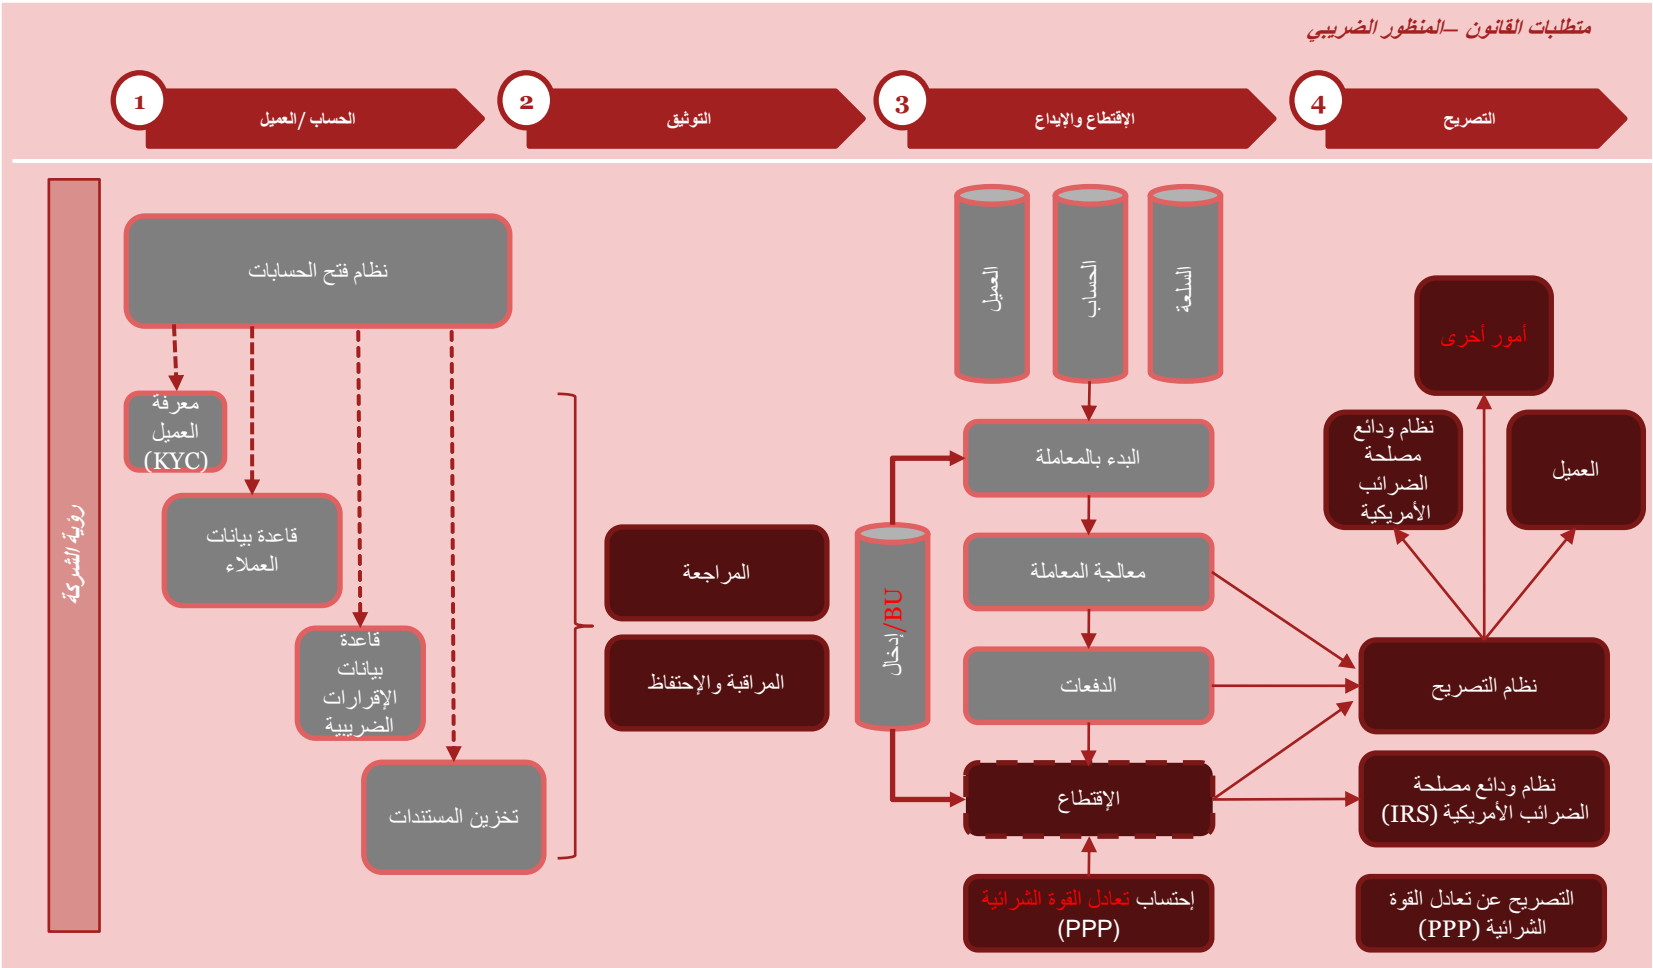 متطلبات القانون –المنظور الضريبي
1
الحساب /العميل
2
التوثيق
3
الإقتطاع والإيداع
4
التصريح
رؤية الشركة
نظام فتح الحسابات
معرفة
العميل
(KYC)
قاعدة بيانات
العملاء
قاعدة
بيانات
الإقرارات
الضريبية
تخزين المستندات
المراجعة
المراقبة والإحتفاظ
العميل
الحساب
السلعة
إدخال/BU
البدء بالمعاملة
معالجة المعاملة
الدفعات
الإقتطاع
إحتساب تعادل القوة الشرائية
(PPP)
أمور أخرى
نظام ودائع
مصلحة
الضرائب
الأمريكية
العميل
نظام التصريح
نظام ودائع مصلحة
الضرائب الأمريكية (IRS)
التصريح عن تعادل القوة
الشرائية (PPP)